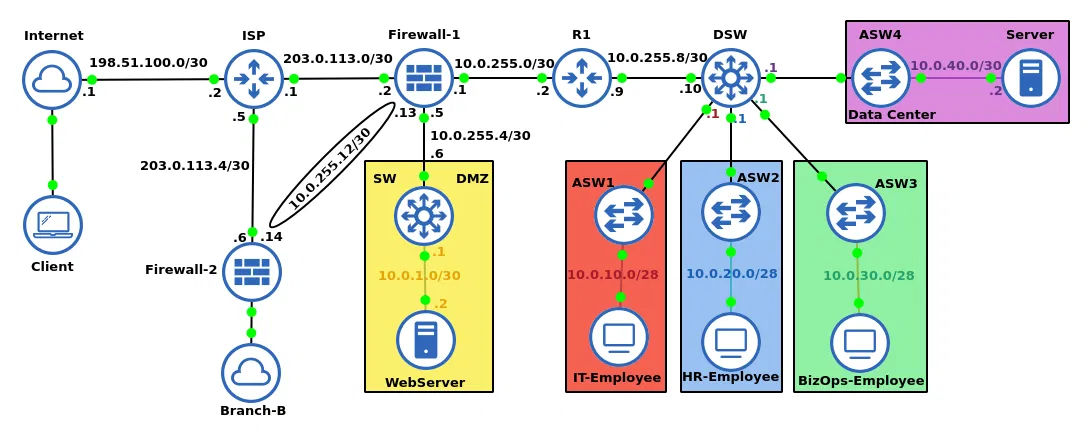 Internet
ISP
Firewall-1
R1
DSW
ASW4
Server
198.51.100.0/30
203.0.113.0/30
10.0.255.0/30
10.0.255.8/30
10.0.40.0/30
.1
.2
.1
.2
.1
.2
.9
.10
.1
.2
Data Center
.5
.13
.5
.1
.1
.1
10.0.255.4/30
203.0.113.4/30
10.0.255.12/30
.6
SW
DMZ
ASW1
ASW2
ASW3
.6
.14
.1
Client
Firewall-2
10.0.1.0/30
10.0.10.0/28
10.0.20.0/28
10.0.30.0/28
.2
WebServer
IT-Employee
HR-Employee
BizOps-Employee
Branch-B